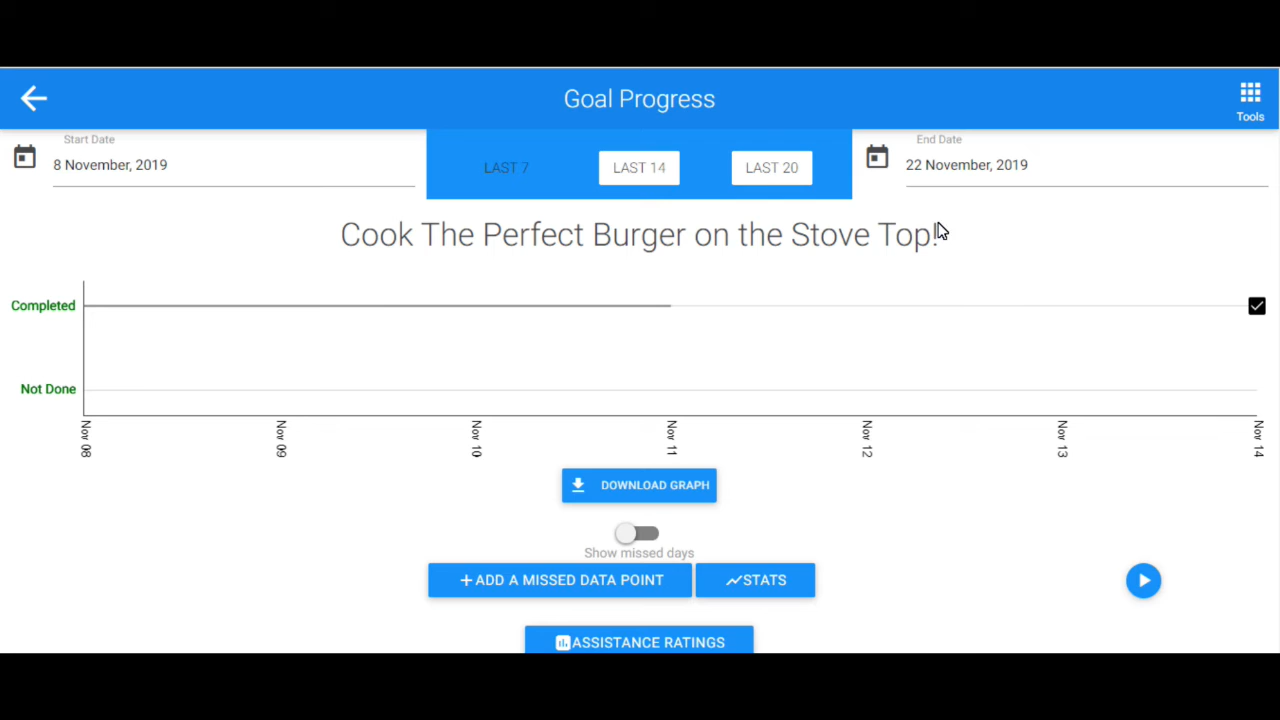 Goal Progress
Tools
Start Date
8 November, 2019
LAST 7
LAST 14
LAST 20
End Date
22 November, 2019
Cook The Perfect Burger on the Stove Top!
Completed
Not Done
Nov 08
Nov 09
Nov 10
Nov 11
Nov 12
Nov 13
Nov 14
DOWNLOAD GRAPH
Show missed days
+ADD A MISSED DATA POINT
STATS
ASSISTANCE RATINGS